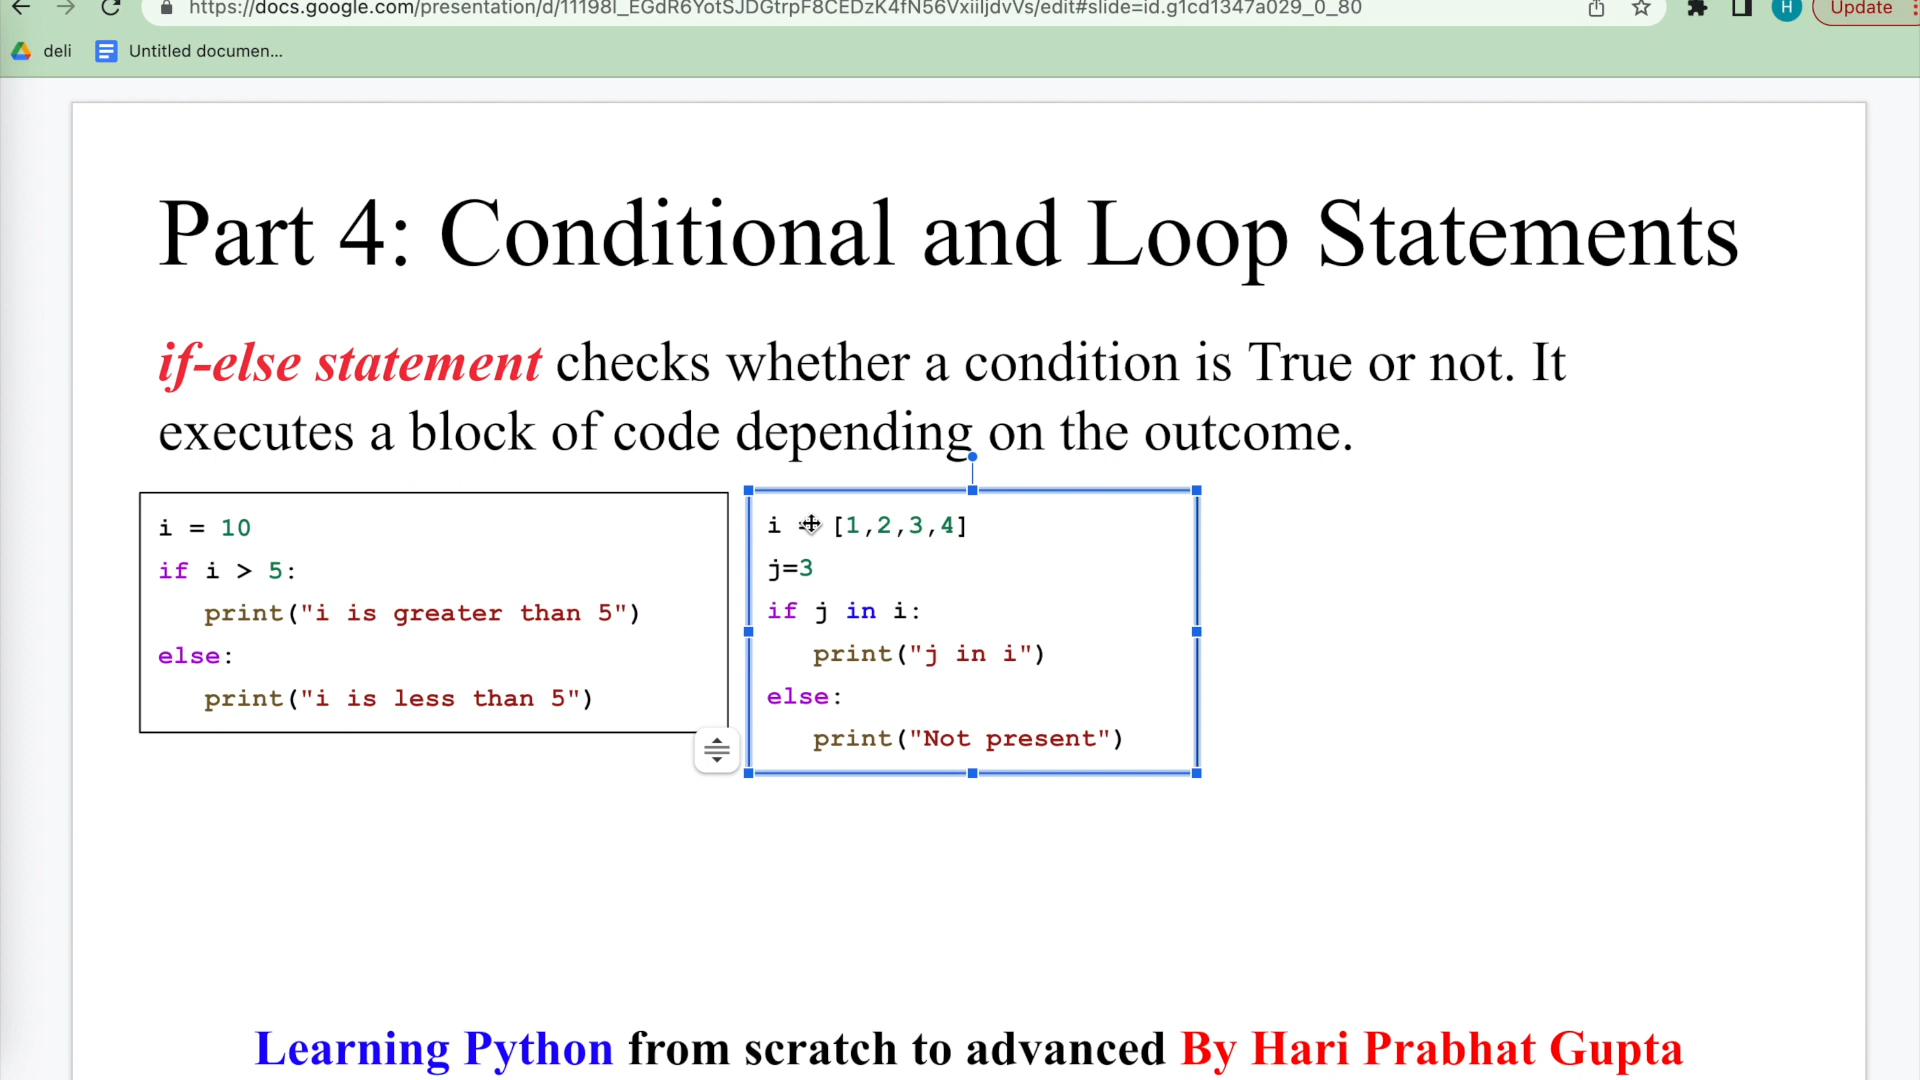 https://docs.google.com/presentation/d/11198I_EGdR6YotSJDGtrpF8CEDzK4fN56VxiiIjdvVs/edit#slide=id.g1cd1347a029_0_80
H
Update
deli
Untitled documen...
Part 4: Conditional and Loop Statements
if-else statement checks whether a condition is True or not. It
executes a block of code depending on the outcome.
i = 10
if i > 5:
print("i is greater than 5")
else:
print("i is less than 5")
i [1,2,3,4]
j=3
if j in i:
print("j in i")
else:
print("Not present")
Learning Python from scratch to advanced By Hari Prabhat Gupta